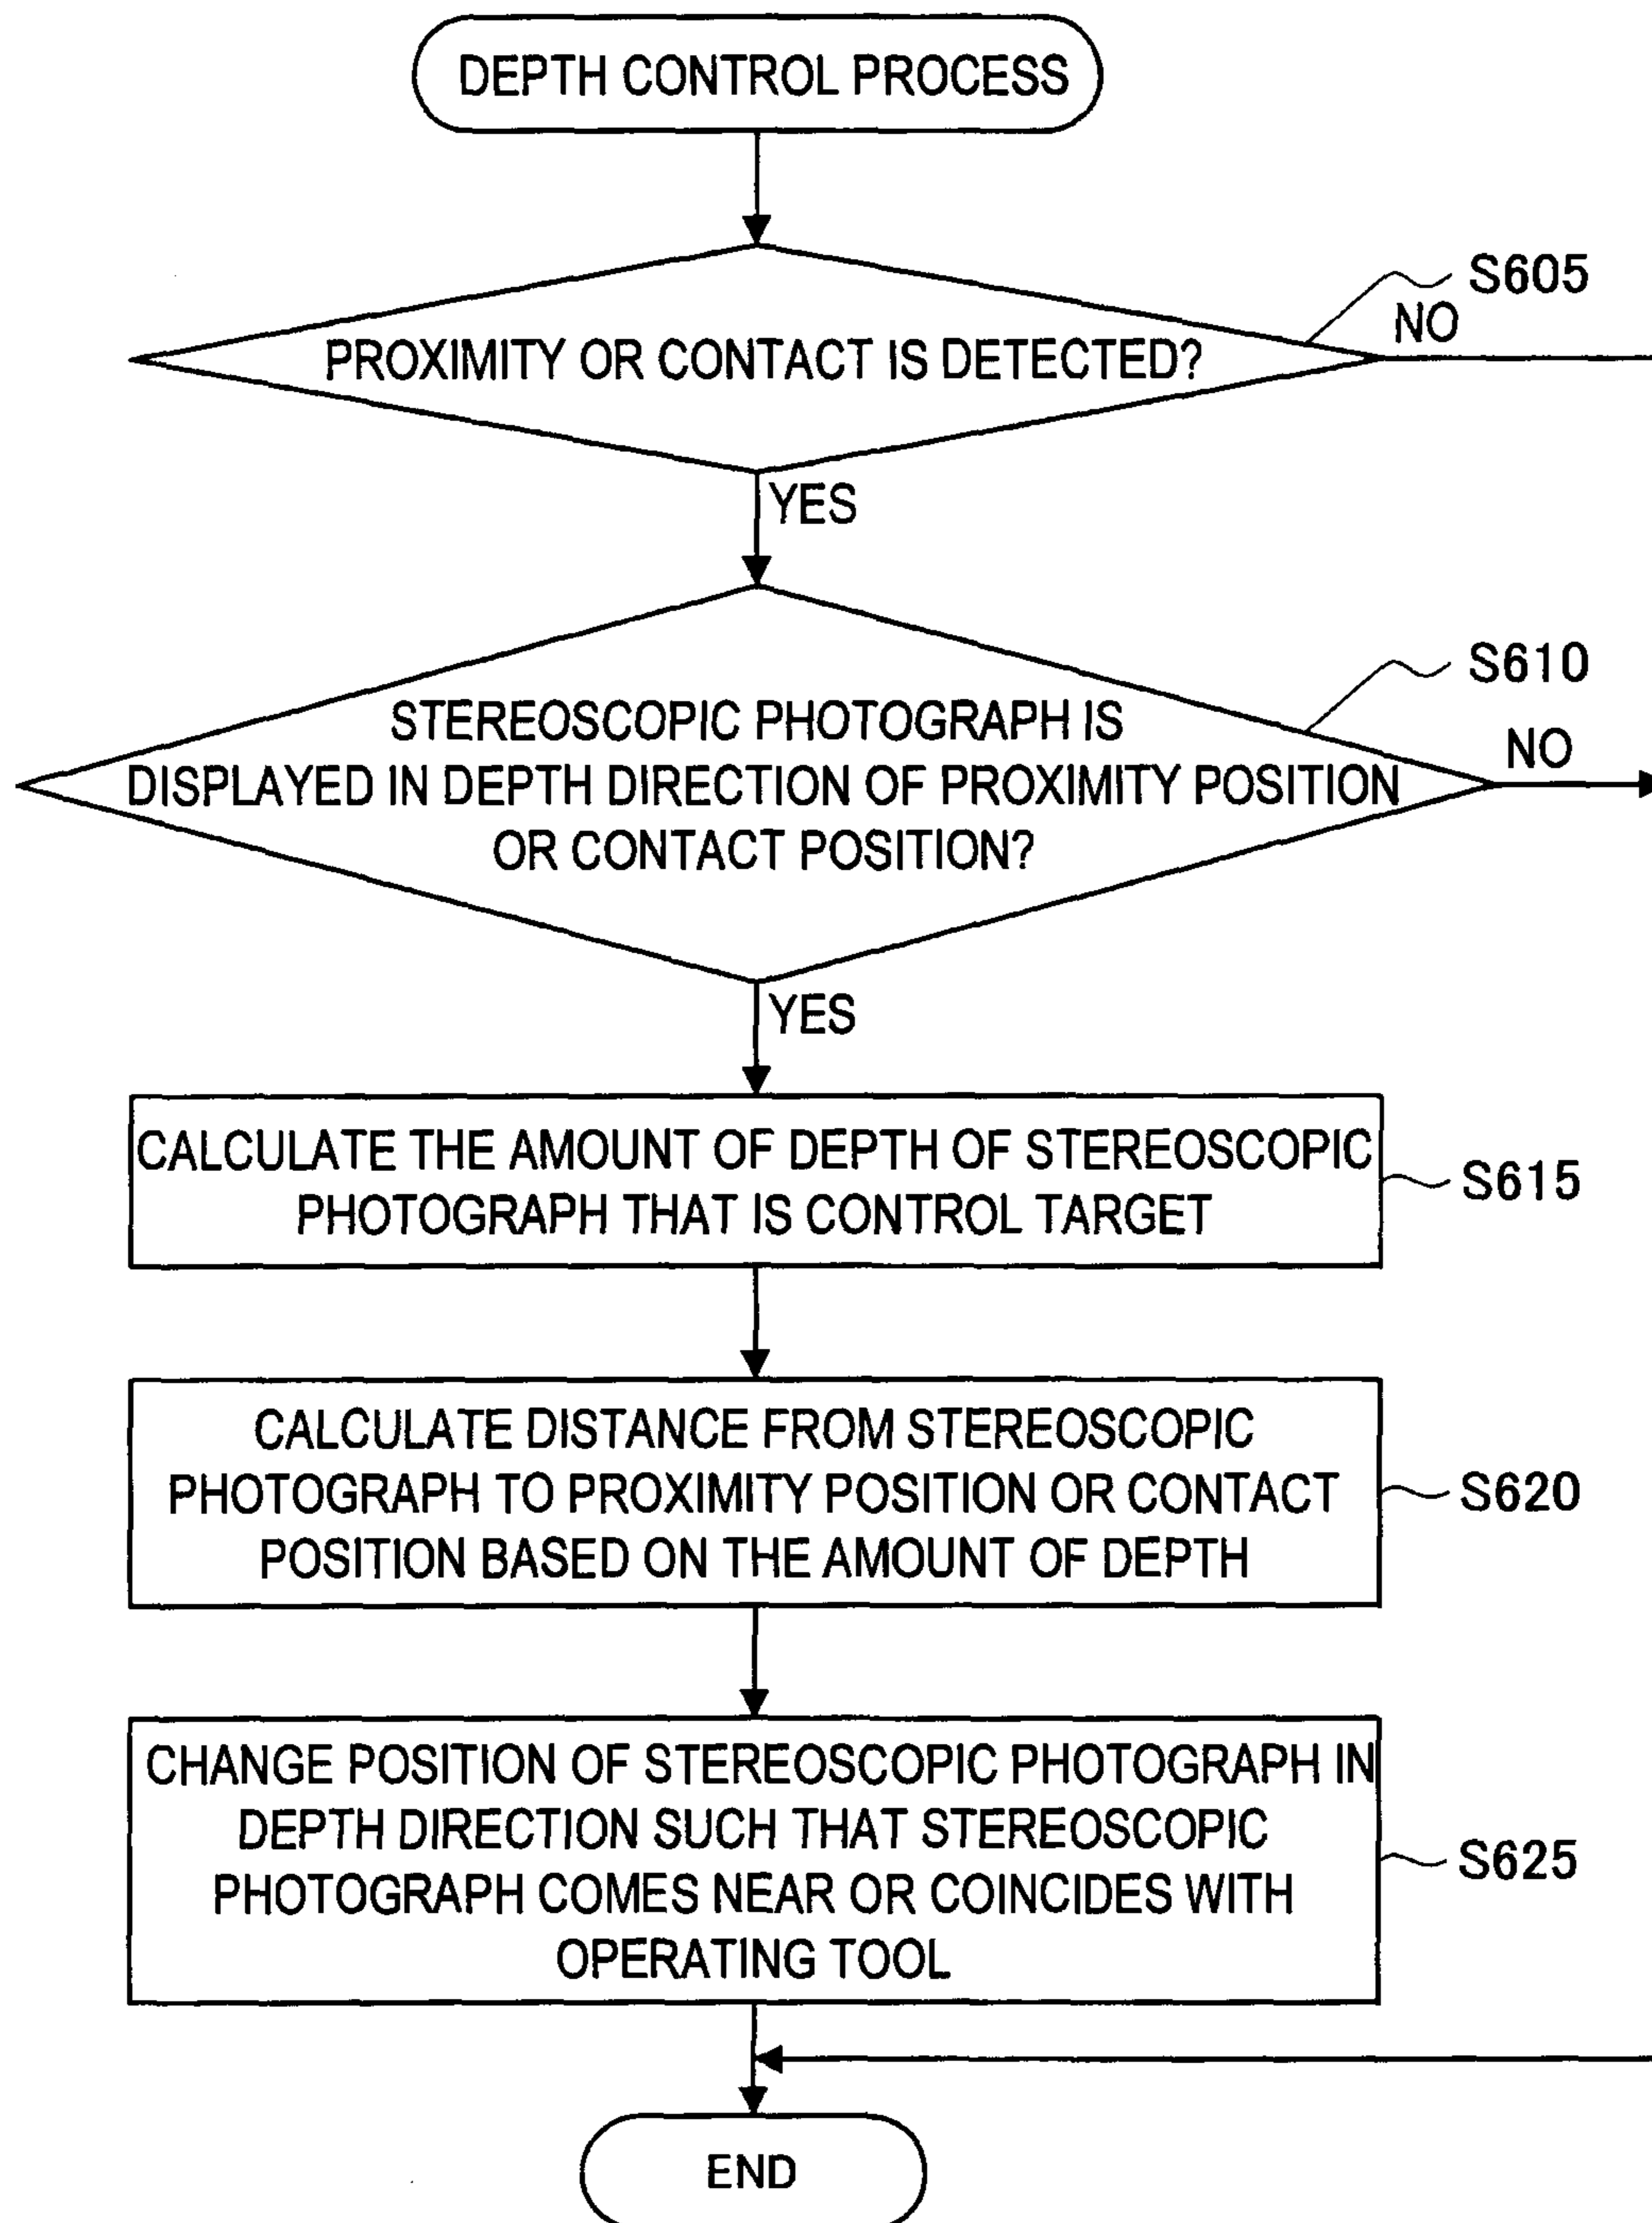 DEPTH CONTROL PROCESS
S605
NO
PROXIMITY OR CONTACT IS DETECTED?
YES
S610
NO
STEREOSCOPIC PHOTOGRAPH IS
DISPLAYED IN DEPTH DIRECTION OF PROXIMITY POSITION
OR CONTACT POSITION?
YES
CALCULATE THE AMOUNT OF DEPTH OF STEREOSCOPIC
PHOTOGRAPH THAT IS CONTROL TARGET
S615
CALCULATE DISTANCE FROM STEREOSCOPIC
PHOTOGRAPH TO PROXIMITY POSITION OR CONTACT
POSITION BASED ON THE AMOUNT OF DEPTH
S620
CHANGE POSITION OF STEREOSCOPIC PHOTOGRAPH IN
DEPTH DIRECTION SUCH THAT STEREOSCOPIC
PHOTOGRAPH COMES NEAR OR COINCIDES WITH
OPERATING TOOL
S625
END